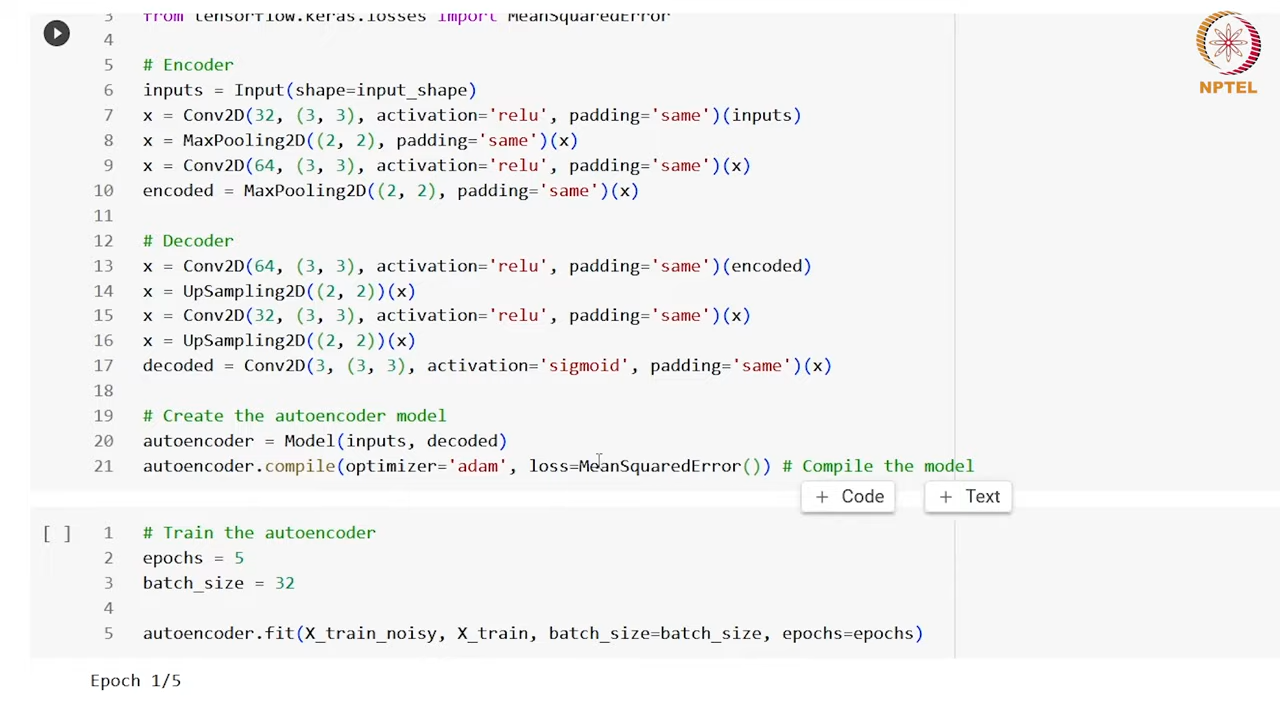 3 from tensorflow.keras.losses import MeanSquaredError
4
5 # Encoder
6 inputs = Input(shape=input_shape)
7 x = Conv2D(32, (3, 3), activation='relu', padding='same')(inputs)
8 x = MaxPooling2D((2, 2), padding='same')(x)
9 x = Conv2D(64, (3, 3), activation='relu', padding='same')(x)
10 encoded = MaxPooling2D((2, 2), padding='same')(x)
11
12 # Decoder
13 x = Conv2D(64, (3, 3), activation='relu', padding='same')(encoded)
14 x = UpSampling2D((2, 2))(x)
15 x = Conv2D(32, (3, 3), activation='relu', padding='same')(x)
16 x = UpSampling2D((2, 2))(x)
17 decoded = Conv2D(3, (3, 3), activation='sigmoid', padding='same')(x)
18
19 # Create the autoencoder model
20 autoencoder = Model(inputs, decoded)
21 autoencoder.compile(optimizer='adam', loss=MeanSquaredError()) # Compile the model
+ Code + Text
[ ] 1 # Train the autoencoder
2 epochs = 5
3 batch_size = 32
4
5 autoencoder.fit(X_train_noisy, X_train, batch_size=batch_size, epochs=epochs)
Epoch 1/5
NPTEL